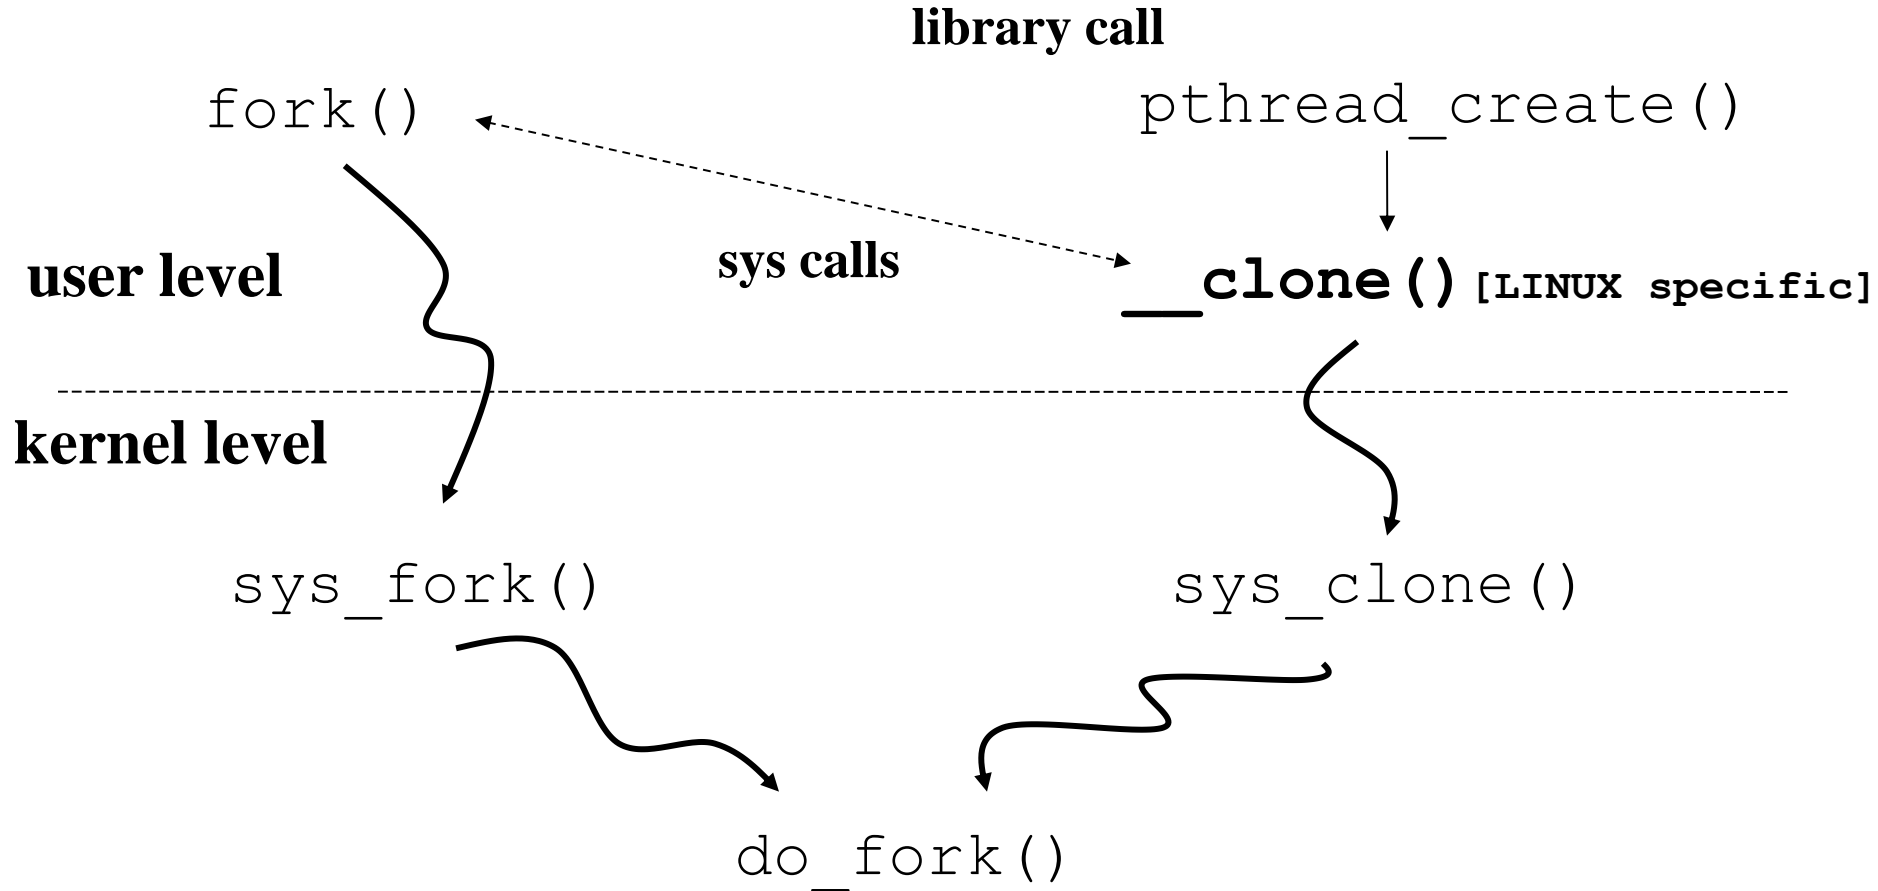 library call
fork()
pthread_create()
user level
sys calls
__clone() [LINUX specific]
kernel level
sys_fork()
sys_clone()
do_fork()